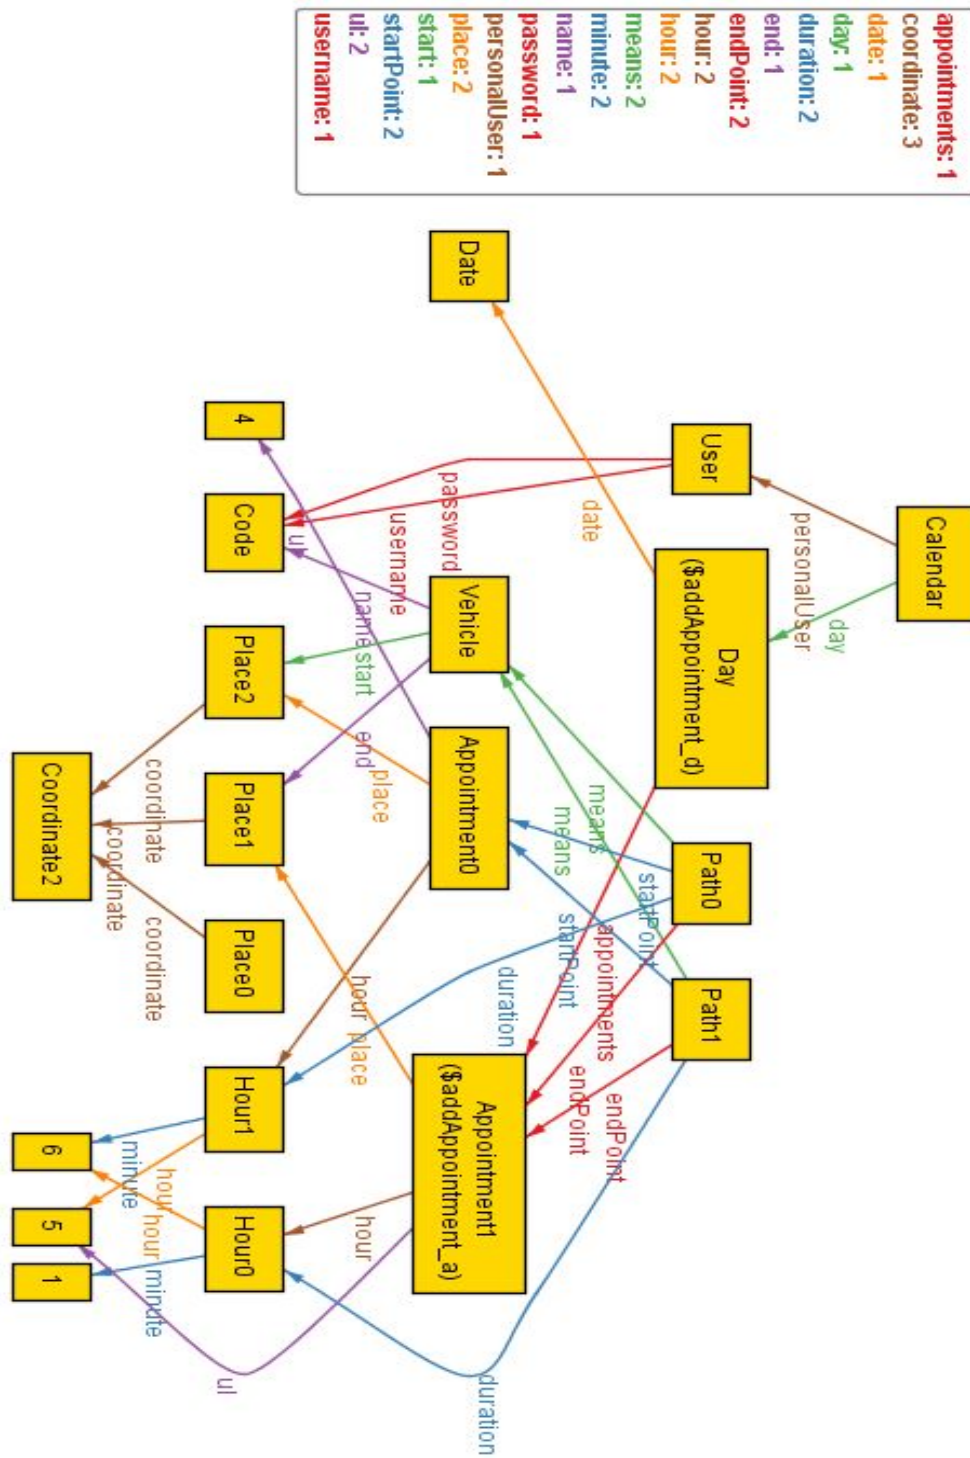 appointments: 1
coordinate: 3
date: 1
day: 1
duration: 2
end: 1
endPoint: 2
hour: 2
hour: 2
means: 2
minute: 2
name: 1
password: 1
personalUser: 1
place: 2
start: 1
startPoint: 2
ul: 2
username: 1
Calendar
personalUser
day
User
Day
($addAppointment_d)
Path0
Path1
date
means
means
startPoint
startPoint
appointments
endPoint
endPoint
Date
password
username
Vehicle
Appointment0
duration
Appointment1
($addAppointment_a)
duration
ul
name
start
end
place
hour
place
hour
ul
4
Code
Place2
Place1
Place0
Hour1
Hour0
coordinate
coordinate
coordinate
minute
hour
hour
minute
Coordinate2
6
5
1